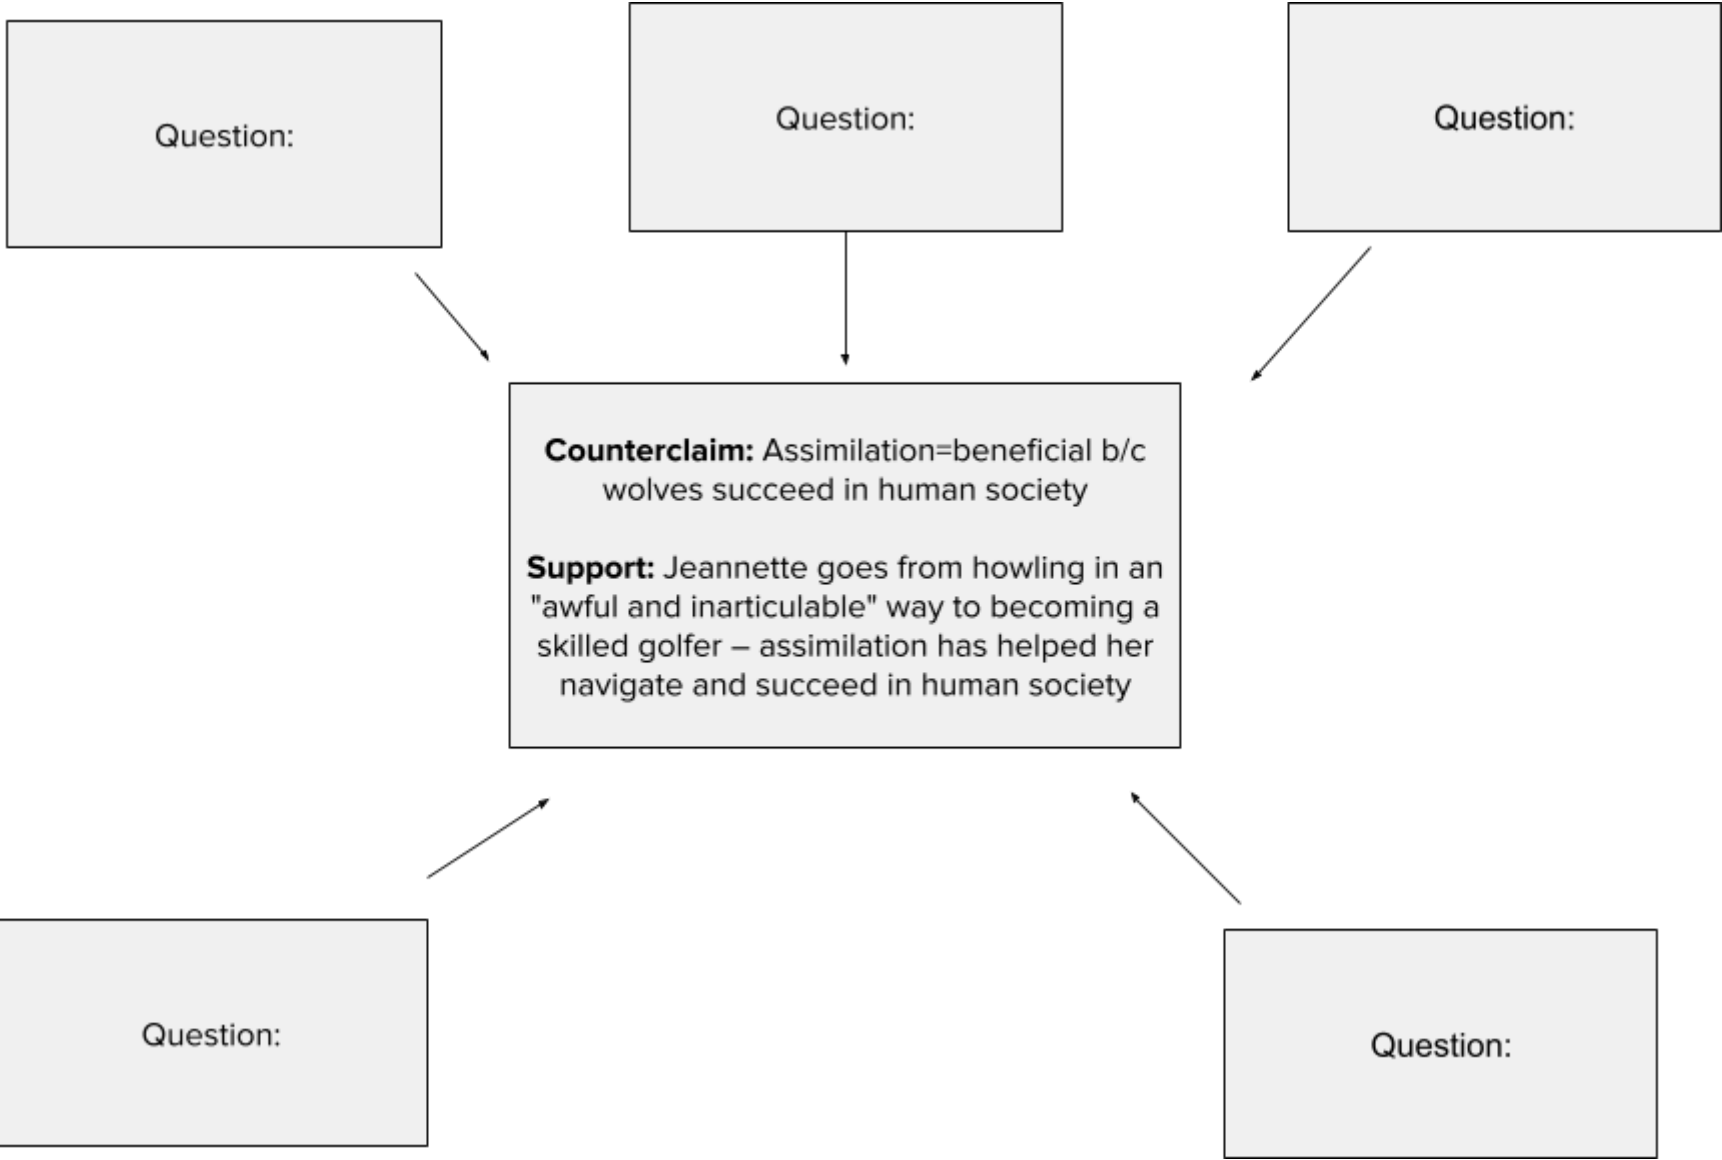 Question:
Question:
Question:
Counterclaim: Assimilation=beneficial b/c
wolves succeed in human society
Support: Jeannette goes from howling in an
"awful and inarticulable" way to becoming a
skilled golfer – assimilation has helped her
navigate and succeed in human society
Question:
Question: